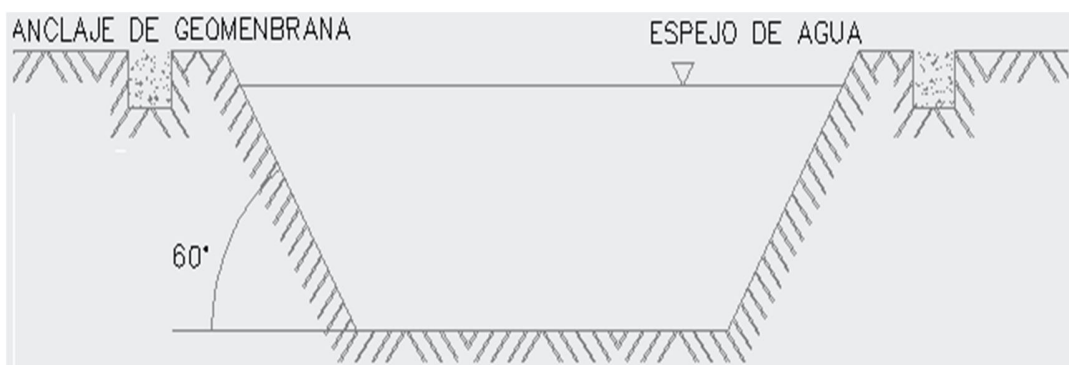 ANCLAJE DE GEOMENBRANA
ESPEJO DE AGUA
60°